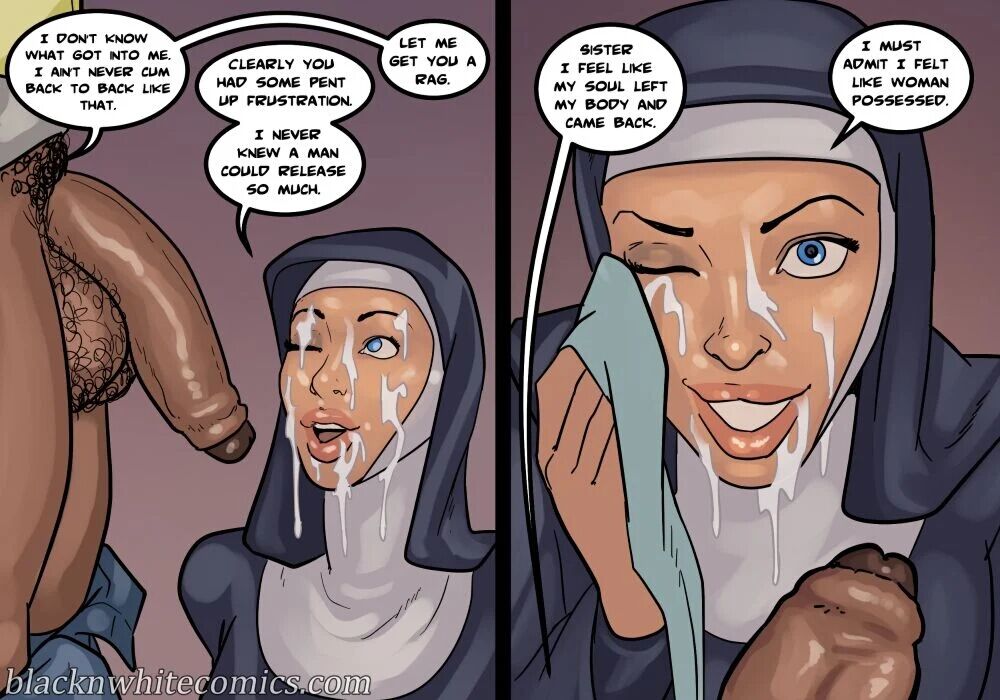 I DON'T KNOW
WHAT GOT INTO ME.
I AIN'T NEVER CUM
BACK TO BACK LIKE
THAT.
CLEARLY YOU
HAD SOME PENT
UP FRUSTRATION.
I NEVER
KNEW A MAN
COULD RELEASE
SO MUCH.
LET ME
GET YOU A
RAG.
SISTER
I FEEL LIKE
MY SOUL LEFT
MY BODY AND
CAME BACK.
I MUST
ADMIT I FELT
LIKE WOMAN
POSSESSED.
blacknwhitecomics.com